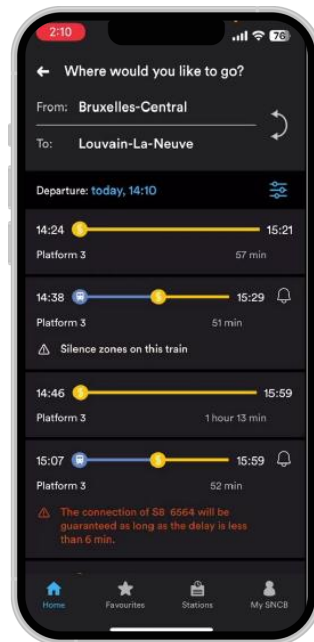 2:10
76
Where would you like to go?
From: Bruxelles-Central
To: Louvain-La-Neuve
Departure: today, 14:10
14:24 S 15:21
Platform 3 57 min
14:38 S 15:29
Platform 3 51 min
Silence zones on this train
14:46 S 15:59
Platform 3 1 hour 13 min
15:07 S 15:59
Platform 3 52 min
The connection of S8 6564 will be
guaranteed as long as the delay is less
than 6 min.
Home Favourites Stations My SNCB